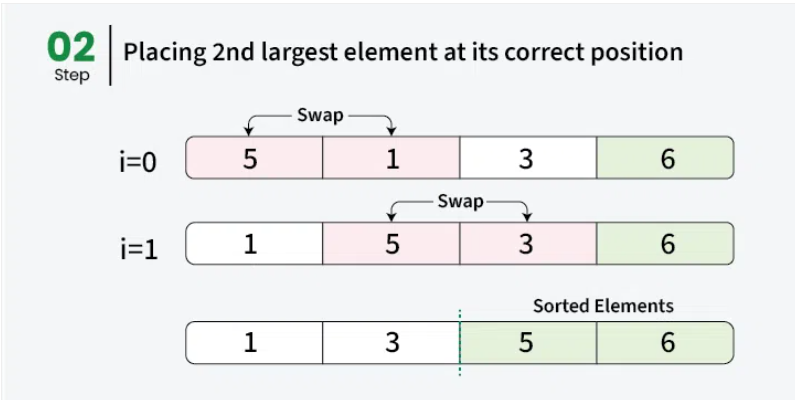 02
Step
Placing 2nd largest element at its correct position
Swap
i=0 5 1 3 6
Swap
i=1 1 5 3 6
Sorted Elements
1 3 5 6